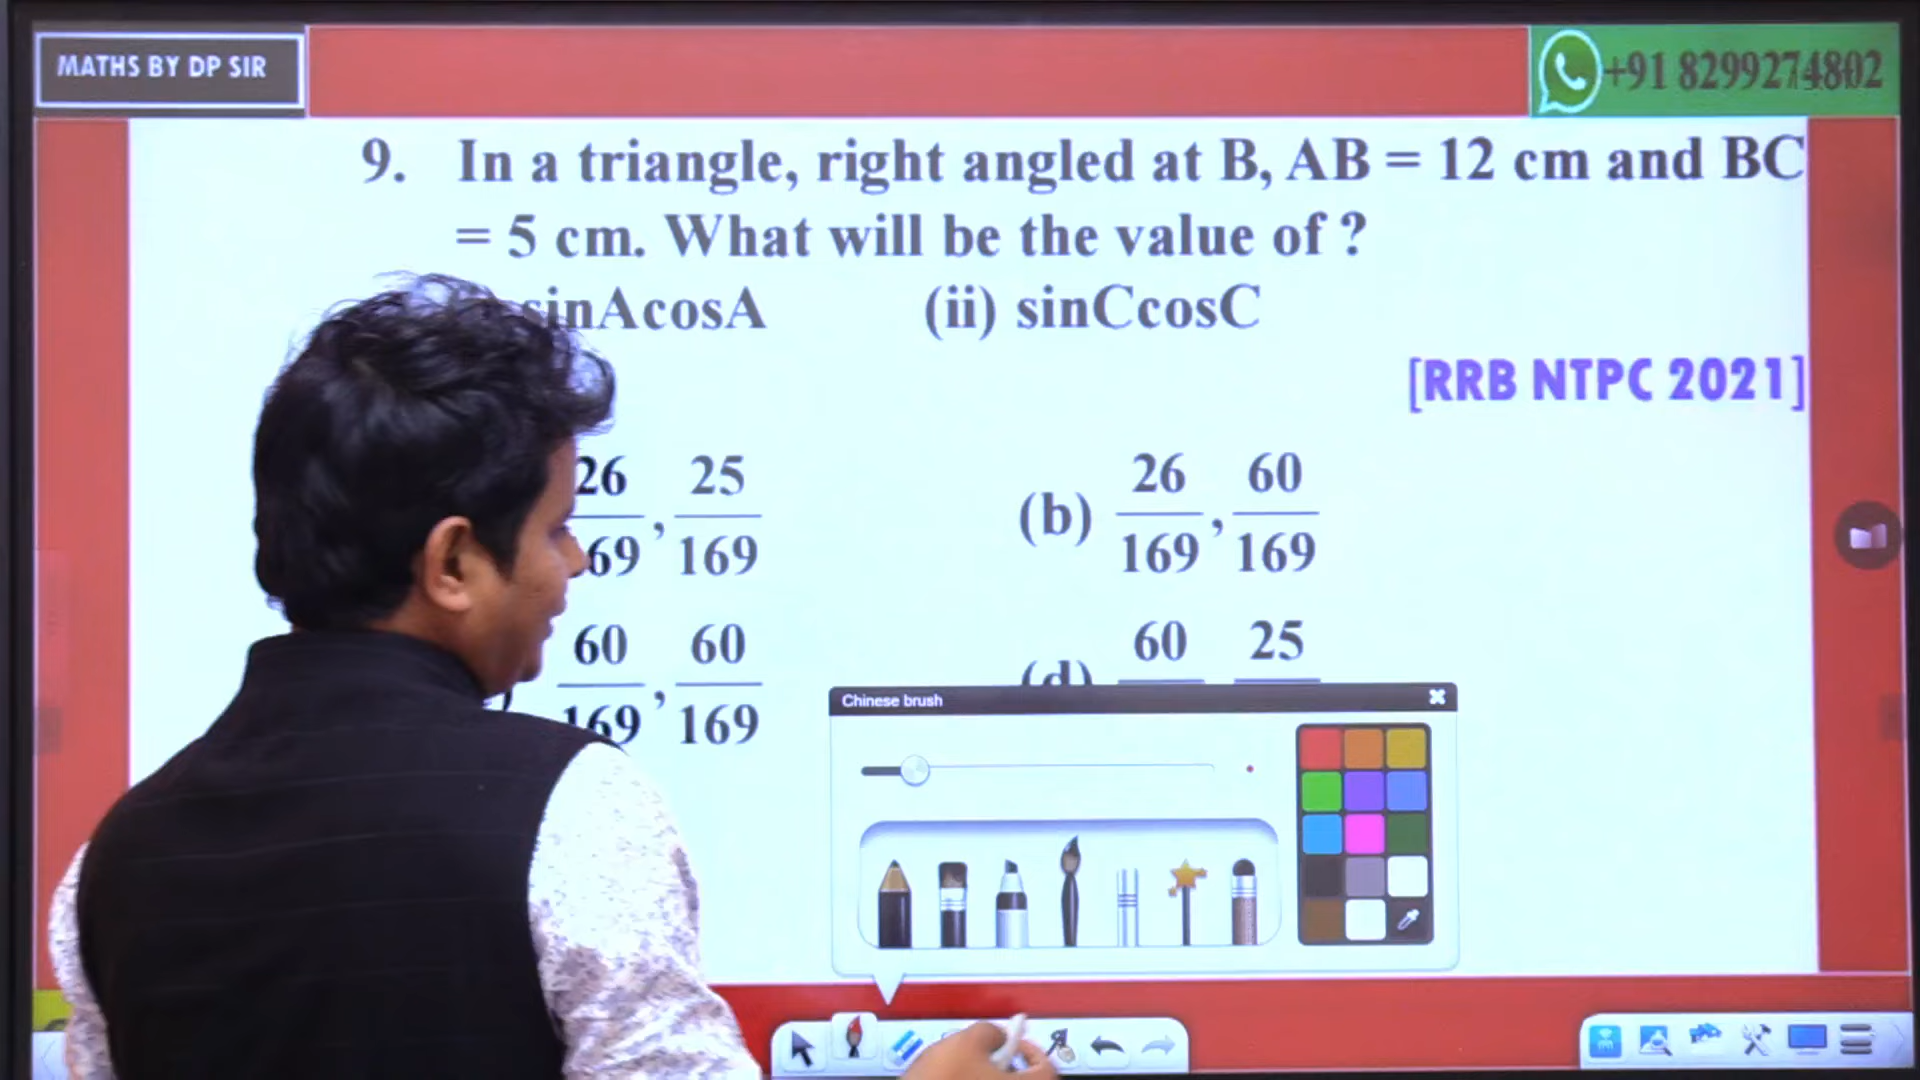 MATHS BY DP SIR
+91 8299274802
9. In a triangle, right angled at B, AB = 12 cm and BC
= 5 cm. What will be the value of ?
sinAcosA (ii) sinCcosC
[RRB NTPC 2021]
26 25
69 , 169
(b) 26 60
169 , 169
60 60
169 , 169
(d) 60 25
Chinese brush